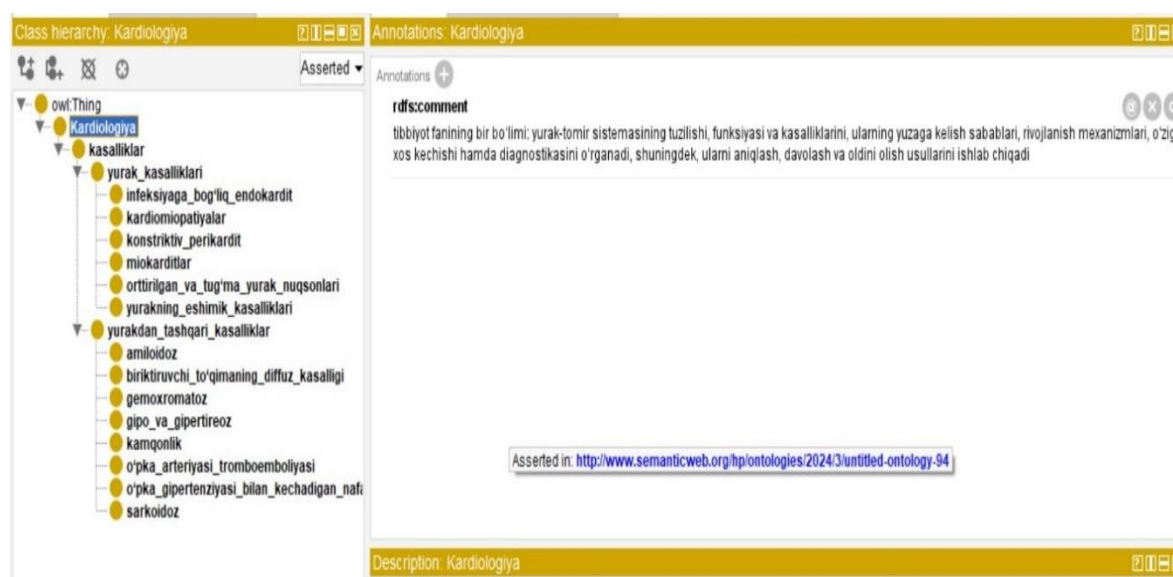 Class hierarchy: Kardiologiya
Asserted
owl:Thing
Kardiologiya
kasalliklar
yurak_kasalliklari
infeksiyaga_bog'liq_endokardit
kardiomiopatiyalar
konstriktiv_perikardit
miokarditlar
orttirilgan_va_tug'ma_yurak_nuqsonlari
yurakning_eshimik_kasalliklari
yurakdan_tashqari_kasalliklar
amiloidoz
biriktiruvchi_to'qimaning_diffuz_kasalligi
gemoxromatoz
gipo_va_gipertireoz
kamqonlik
o'pka_arteriyasi_tromboemboliyasi
o'pka_gipertenziyasi_bilan_kechadigan_nafa
sarkoidoz
Annotations: Kardiologiya
Annotations
rdfs:comment
tibbiyot fanining bir bo'limi: yurak-tomir sistemasining tuzilishi, funksiyasi va kasalliklarini, ularning yuzaga kelish sabablari, rivojlanish mexanizmlari, o'zig
xos kechishi hamda diagnostikasini o'rganadi, shuningdek, ularni aniqlash, davolash va oldini olish usullarini ishlab chiqadi
Asserted in: http://www.semanticweb.org/hp/ontologies/2024/3/untitled-ontology-94
Description: Kardiologiya